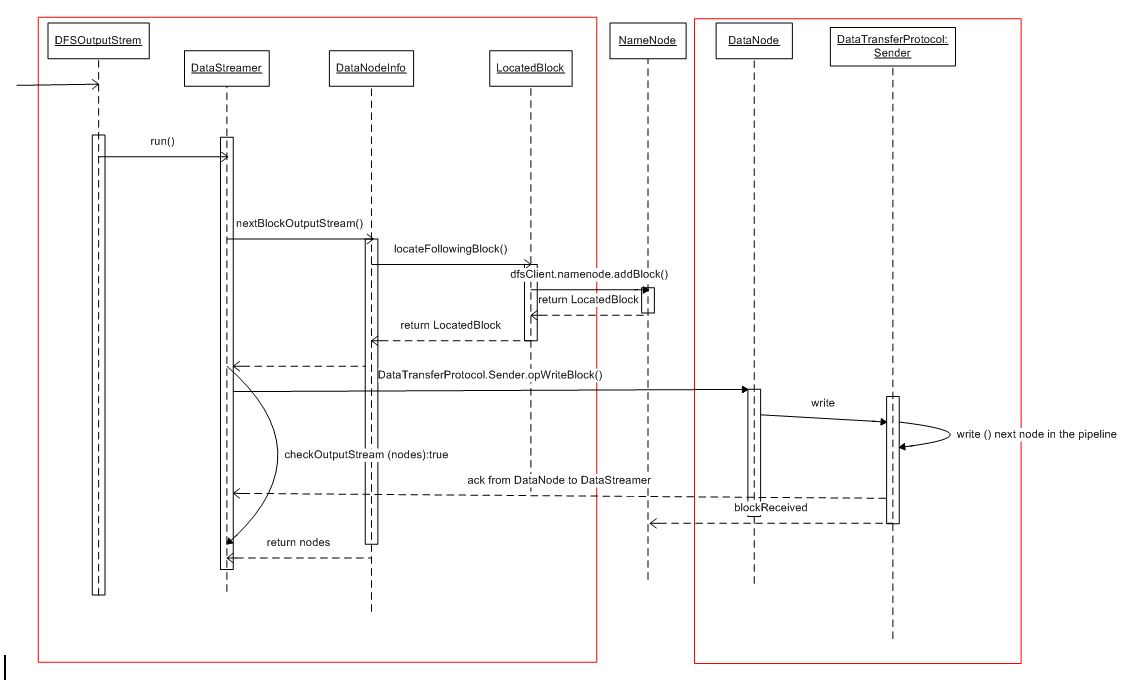 DFSOutputStrem
DataStreamer
DataNodeInfo
LocatedBlock
NameNode
DataNode
DataTransferProtocol:
Sender
run()
nextBlockOutputStream()
locateFollowingBlock()
dfsClient.namenode.addBlock()
return LocatedBlock
return LocatedBlock
DataTransferProtocol.Sender.opWriteBlock()
write
write () next node in the pipeline
checkOutputStream (nodes):true
ack from DataNode to DataStreamer
blockReceived
return nodes